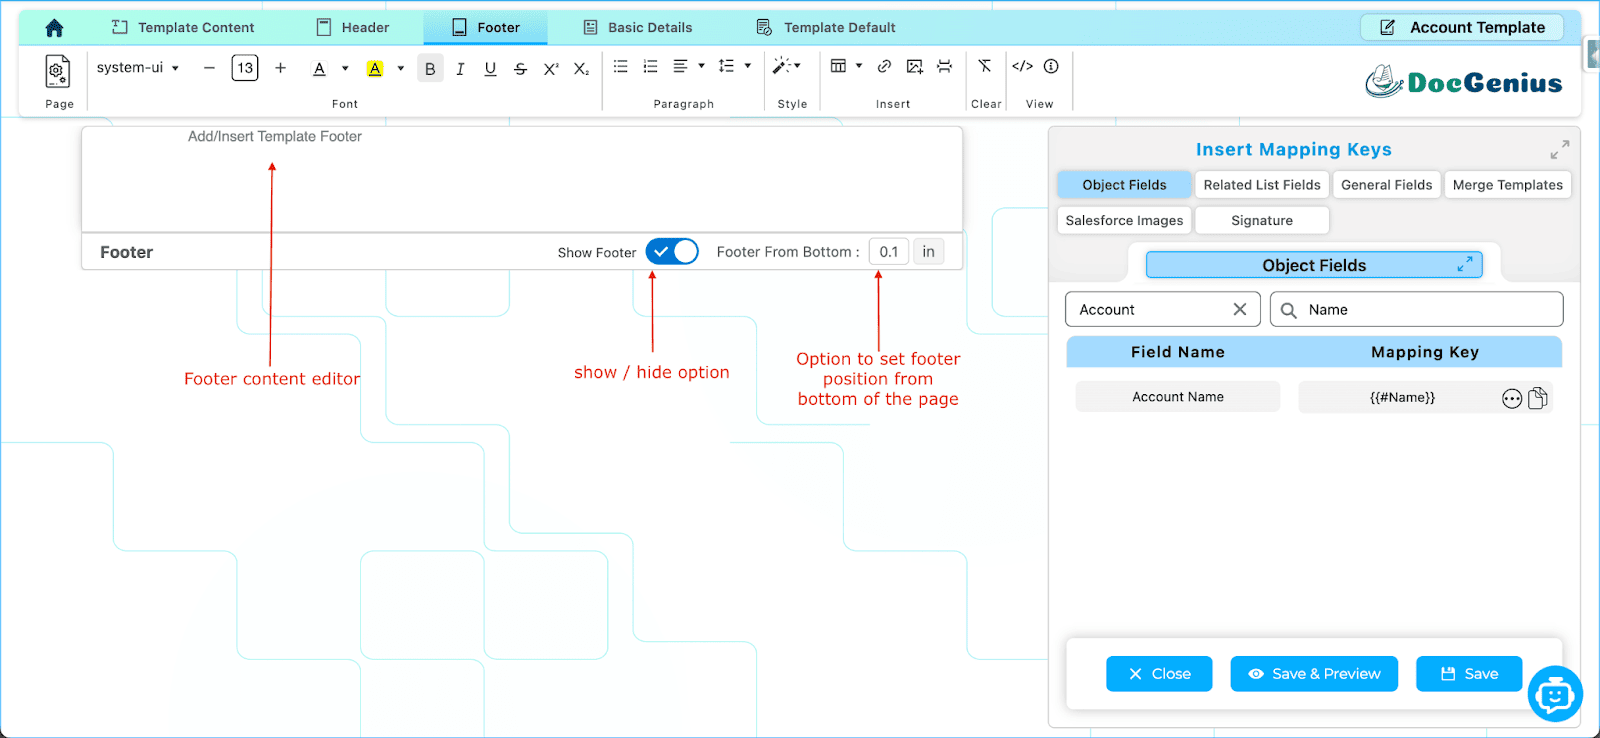 Template Content
Header
Footer
Basic Details
Template Default
Account Template
system-ui
13
A
A
B
I
U
S
X²
X₂
</>
Page
Font
Paragraph
Style
Insert
Clear
View
DocGenius
Add/Insert Template Footer
Footer
Show Footer
Footer From Bottom :
0.1
in
Footer content editor
show / hide option
Option to set footer
position from
bottom of the page
Insert Mapping Keys
Object Fields
Related List Fields
General Fields
Merge Templates
Salesforce Images
Signature
Object Fields
Account
Name
Field Name
Mapping Key
Account Name
{{#Name}}
Close
Save & Preview
Save